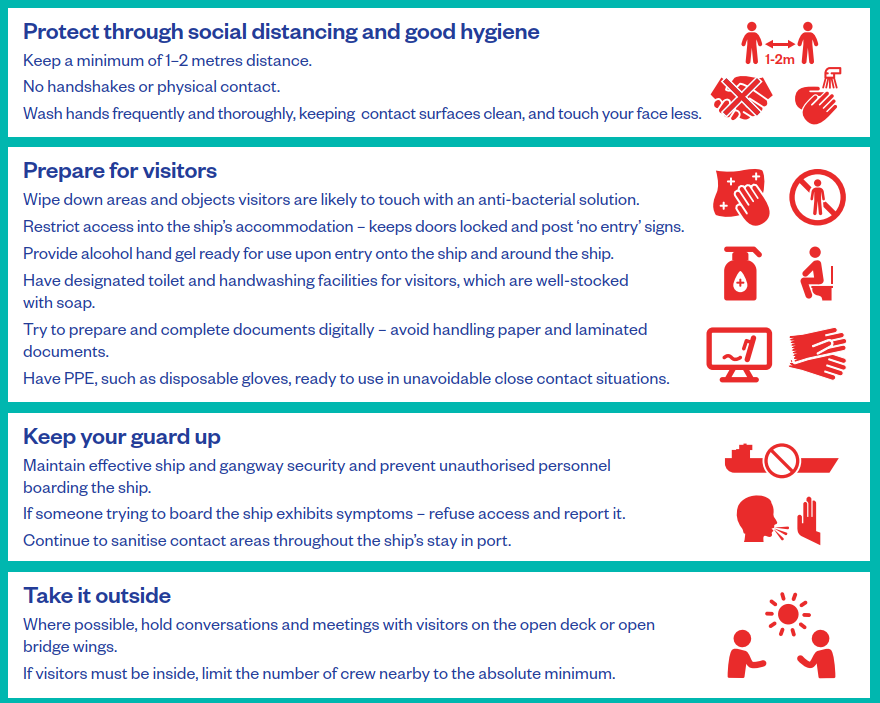 Protect through social distancing and good hygiene
Keep a minimum of 1–2 metres distance.
1-2m
No handshakes or physical contact.
Wash hands frequently and thoroughly, keeping  contact surfaces clean, and touch your face less.
Prepare for visitors
Wipe down areas and objects visitors are likely to touch with an anti-bacterial solution.
Restrict access into the ship’s accommodation – keeps doors locked and post ‘no entry’ signs.
Provide alcohol hand gel ready for use upon entry onto the ship and around the ship.
Have designated toilet and handwashing facilities for visitors, which are well-stocked
with soap.
Try to prepare and complete documents digitally – avoid handling paper and laminated
documents.
Have PPE, such as disposable gloves, ready to use in unavoidable close contact situations.
Keep your guard up
Maintain effective ship and gangway security and prevent unauthorised personnel
boarding the ship.
If someone trying to board the ship exhibits symptoms – refuse access and report it.
Continue to sanitise contact areas throughout the ship’s stay in port.
Take it outside
Where possible, hold conversations and meetings with visitors on the open deck or open
bridge wings.
If visitors must be inside, limit the number of crew nearby to the absolute minimum.